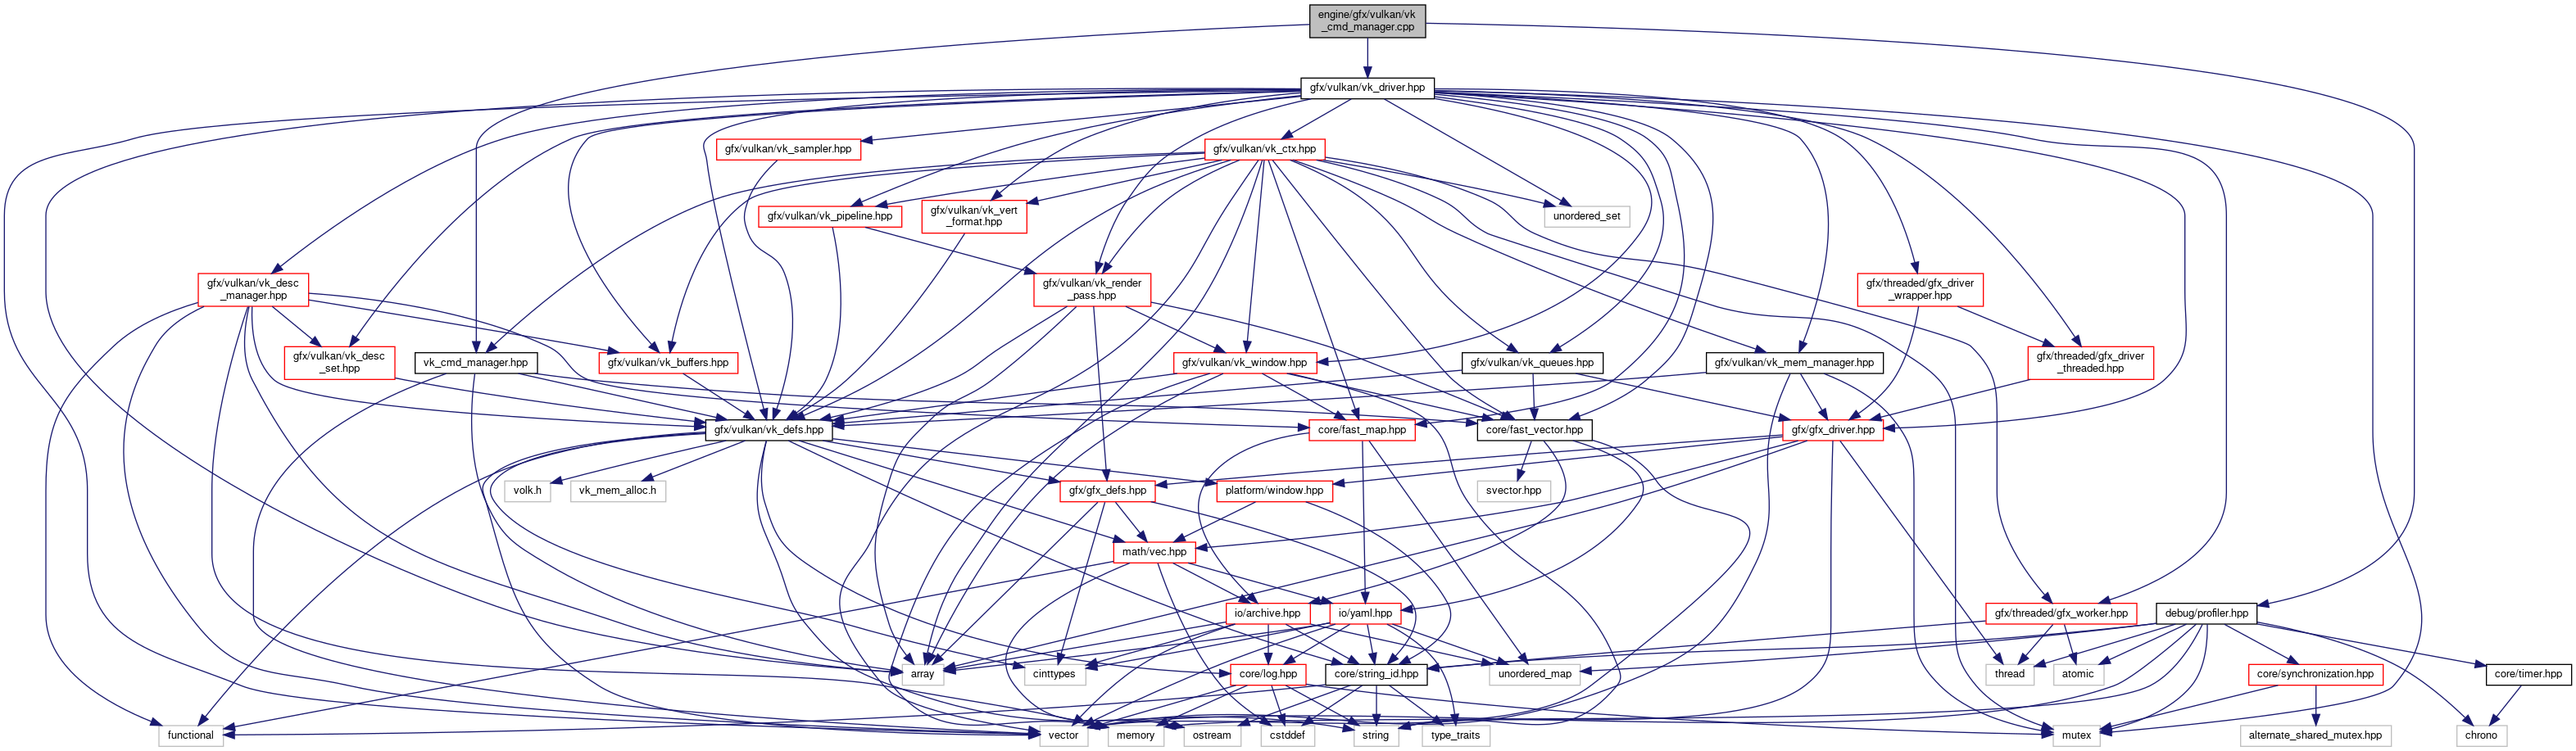 engine/gfx/vulkan/vk
_cmd_manager.cpp
gfx/vulkan/vk_driver.hpp
gfx/vulkan/vk_sampler.hpp
gfx/vulkan/vk_ctx.hpp
gfx/vulkan/vk_pipeline.hpp
gfx/vulkan/vk_vert
_format.hpp
unordered_set
gfx/vulkan/vk_desc
_manager.hpp
gfx/vulkan/vk_render
_pass.hpp
gfx/threaded/gfx_driver
_wrapper.hpp
gfx/vulkan/vk_desc
_set.hpp
vk_cmd_manager.hpp
gfx/vulkan/vk_buffers.hpp
gfx/vulkan/vk_window.hpp
gfx/vulkan/vk_queues.hpp
gfx/vulkan/vk_mem_manager.hpp
gfx/threaded/gfx_driver
_threaded.hpp
gfx/vulkan/vk_defs.hpp
core/fast_map.hpp
core/fast_vector.hpp
gfx/gfx_driver.hpp
volk.h
vk_mem_alloc.h
gfx/gfx_defs.hpp
platform/window.hpp
svector.hpp
math/vec.hpp
io/archive.hpp
io/yaml.hpp
gfx/threaded/gfx_worker.hpp
debug/profiler.hpp
array
cinttypes
core/log.hpp
core/string_id.hpp
unordered_map
thread
atomic
core/synchronization.hpp
core/timer.hpp
functional
vector
memory
ostream
cstddef
string
type_traits
mutex
alternate_shared_mutex.hpp
chrono